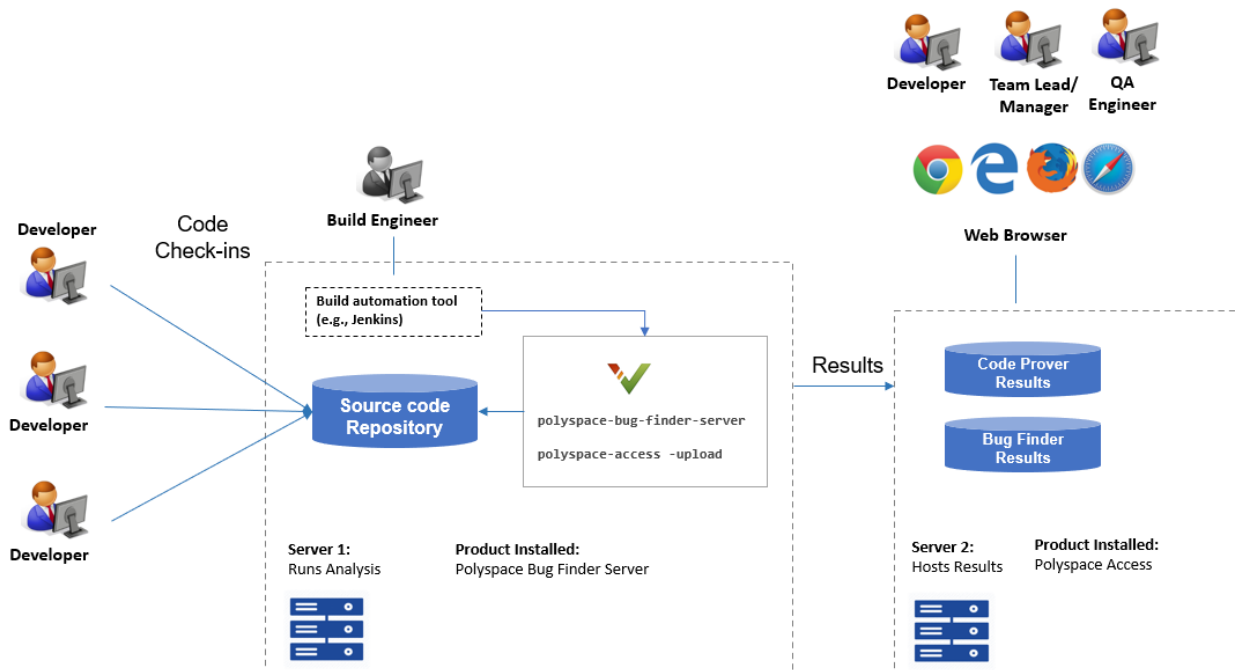 Developer
Team Lead/
Manager
QA
Engineer
Web Browser
Build Engineer
Code
Check-ins
Developer
Developer
Developer
Build automation tool
(e.g., Jenkins)
Source code
Repository
polyspace-bug-finder-server
polyspace-access -upload
Results
Code Prover
Results
Bug Finder
Results
Server 1:
Runs Analysis
Product Installed:
Polyspace Bug Finder Server
Server 2:
Hosts Results
Product Installed:
Polyspace Access